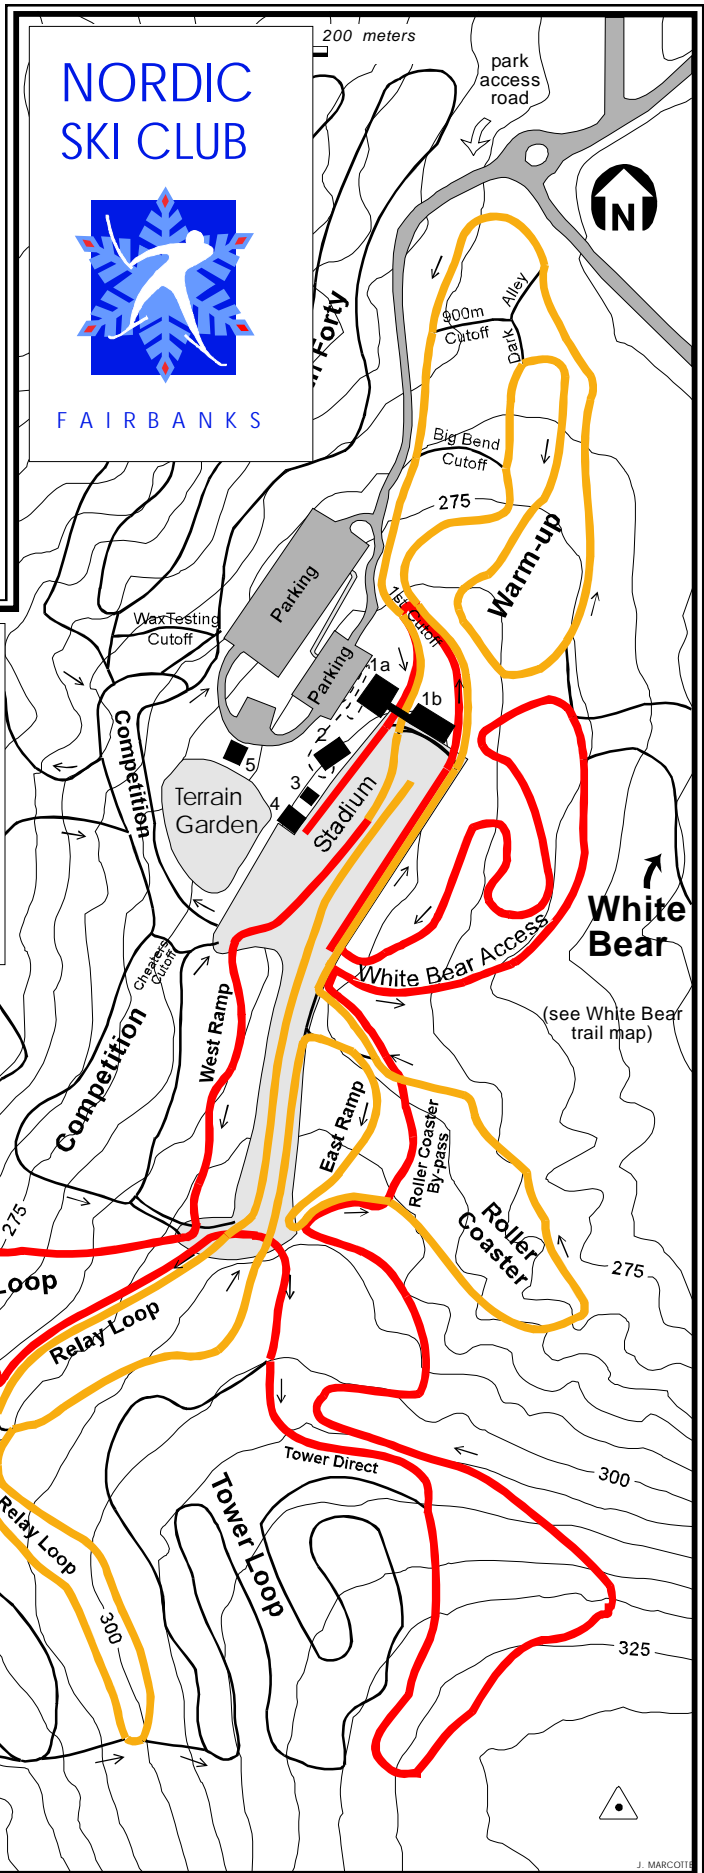 NORDIC
SKI CLUB
FAIRBANKS
200 meters
park
access
road
N
Forty
900m
Cutoff
Dark Alley
Big Bend
Cutoff
275
Warm-up
Parking
Parking
1st Cutoff
Wax Testing
Cutoff
1a
1b
2
3
4
5
Competition
Terrain
Garden
Stadium
White
Bear
White Bear Access
(see White Bear
trail map)
Cheaters
Cutoff
Competition
West Ramp
East Ramp
Roller Coaster
By-pass
Roller
Coaster
275
275
Loop
Relay Loop
Tower Direct
300
Tower Loop
Relay Loop
300
325
J. MARCOTTE